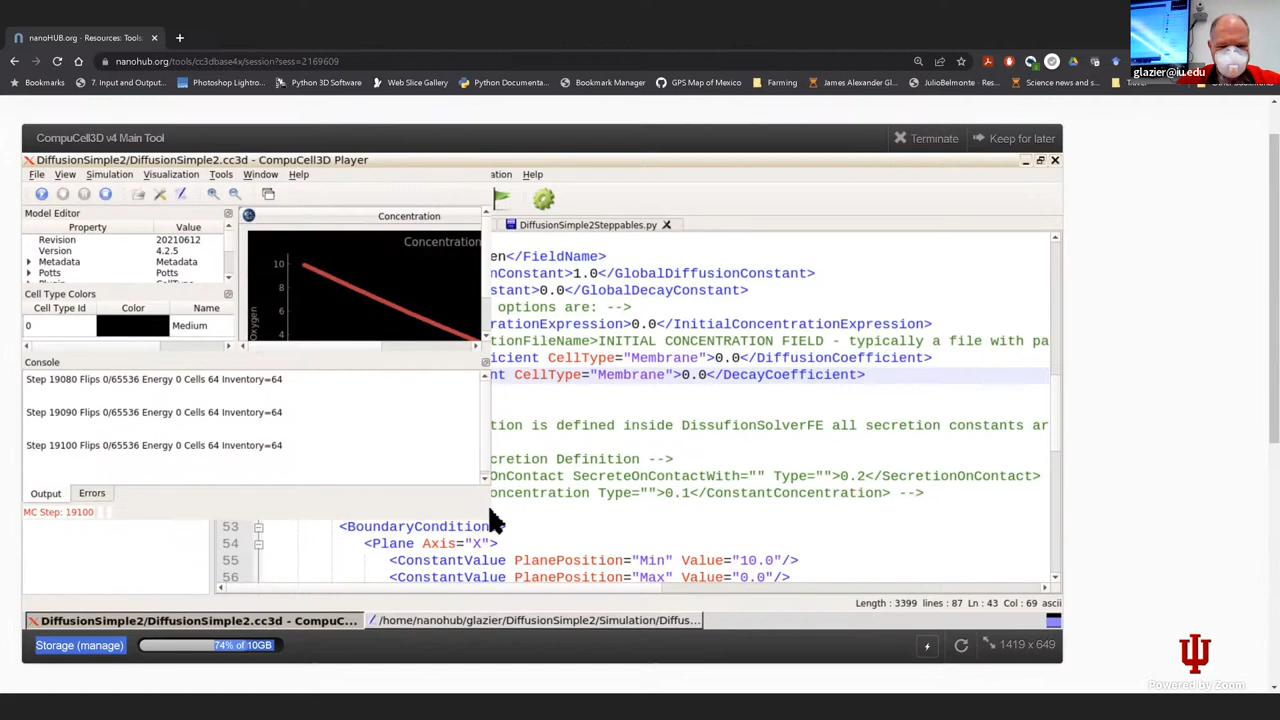 nanoHUB.org - Resources: Tools:
nanohub.org/tools/cc3dbase4x/session?sess=2169609
glazier@iu.edu
Bookmarks 7. Input and Output... Photoshop Lightro... Python 3D Software Web Slice Gallery Python Documenta... Bookmark Manager GPS Map of Mexico Farming James Alexander Gl... JulioBelmonte - Res... Science news and s...
CompuCell3D v4 Main Tool
Terminate
Keep for later
DiffusionSimple2/DiffusionSimple2.cc3d - CompuCell3D Player
File View Simulation Visualization Tools Window Help
ation Help
Model Editor
Property Value
Revision 20210612
Version 4.2.5
Metadata Metadata
Potts Potts
Cell Type Colors
Cell Type Id Color Name
0 Medium
Concentration
Concentration
10
8
6
4
Oxygen
Console
Step 19080 Flips 0/65536 Energy 0 Cells 64 Inventory=64
Step 19090 Flips 0/65536 Energy 0 Cells 64 Inventory=64
Step 19100 Flips 0/65536 Energy 0 Cells 64 Inventory=64
Output Errors
MC Step: 19100
DiffusionSimple2Steppables.py
en</FieldName>
onConstant>1.0</GlobalDiffusionConstant>
stant>0.0</GlobalDecayConstant>
options are: -->
rationExpression>0.0</InitialConcentrationExpression>
ationFileName>INITIAL CONCENTRATION FIELD - typically a file with pa
icient CellType="Membrane">0.0</DiffusionCoefficient>
nt CellType="Membrane">0.0</DecayCoefficient>
tion is defined inside DissufionSolverFE all secretion constants ar
cretion Definition -->
OnContact SecreteOnContactWith="" Type="">0.2</SecretionOnContact>
oncentration Type="">0.1</ConstantConcentration> -->
53 <BoundaryCondition
54 <Plane Axis="X">
55 <ConstantValue PlanePosition="Min" Value="10.0"/>
56 <ConstantValue PlanePosition="Max" Value="0.0"/>
Length : 3399 lines : 87 Ln : 43 Col : 69 ascii
DiffusionSimple2/DiffusionSimple2.cc3d - CompuC...
/home/nanohub/glazier/DiffusionSimple2/Simulation/Diffus...
Storage (manage)
74% of 10GB
1419 x 649
Powered by Zoom